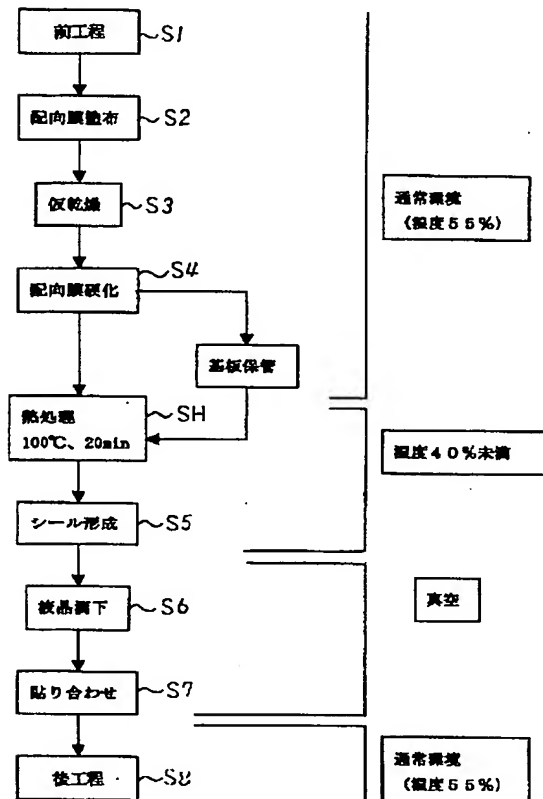 前工程 S1
配向膜塗布 S2
仮乾燥 S3
通常環境
(湿度55%)
配向膜硬化 S4
基板保管
熱処理 SH
100℃、20min
湿度40%未満
シール形成 S5
液晶滴下 S6
真空
貼り合わせ S7
後工程 S8
通常環境
(湿度55%)